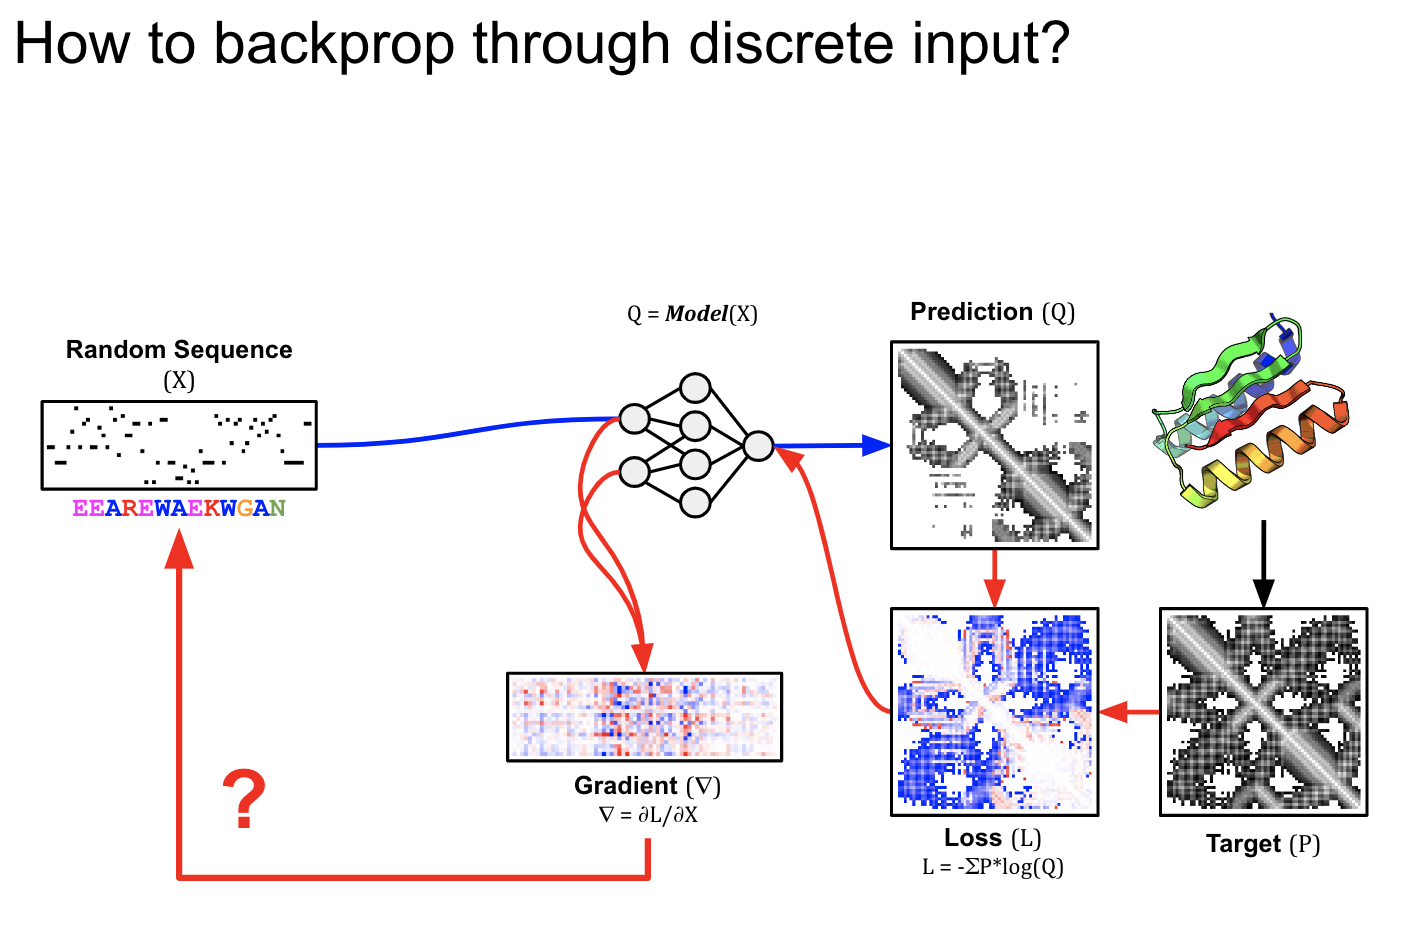 How to backprop through discrete input?
Random Sequence
(X)
EEAREWAEKWGAN
Q = Model(X)
Prediction (Q)
Gradient (∇)
∇ = ∂L/∂X
?
Loss (L)
L = -ΣP*log(Q)
Target (P)